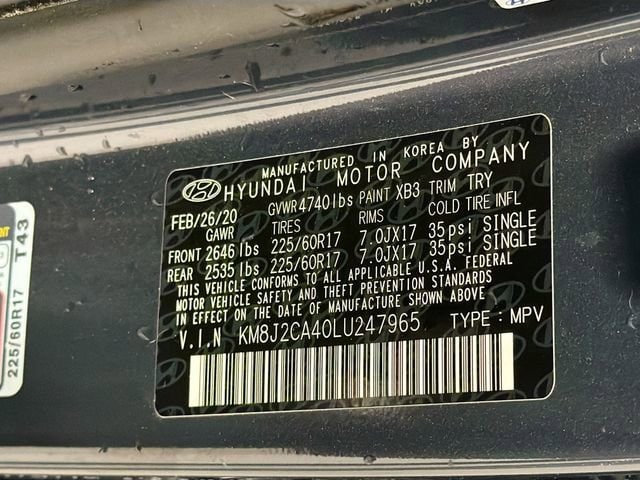 MANUFACTURED IN KOREA BY
HYUNDAI MOTOR COMPANY
FEB/26/20 GVWR 4740 lbs PAINT XB3 TRIM TRY
GAWR TIRES RIMS COLD TIRE INFL
FRONT 2646 lbs 225/60R17 7.0JX17 35psi SINGLE
REAR 2535 lbs 225/60R17 7.0JX17 35psi SINGLE
THIS VEHICLE CONFORMS TO ALL APPLICABLE U.S.A. FEDERAL
MOTOR VEHICLE SAFETY AND THEFT PREVENTION STANDARDS
IN EFFECT ON THE DATE OF MANUFACTURE SHOWN ABOVE
V.I.N KM8J2CA40LU247965 TYPE : MPV
225/60R17 T43